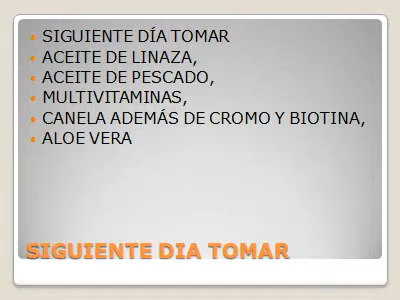 SIGUIENTE DÍA TOMAR
ACEITE DE LINAZA,
ACEITE DE PESCADO,
MULTIVITAMINAS,
CANELA ADEMÁS DE CROMO Y BIOTINA,
ALOE VERA
SIGUIENTE DIA TOMAR